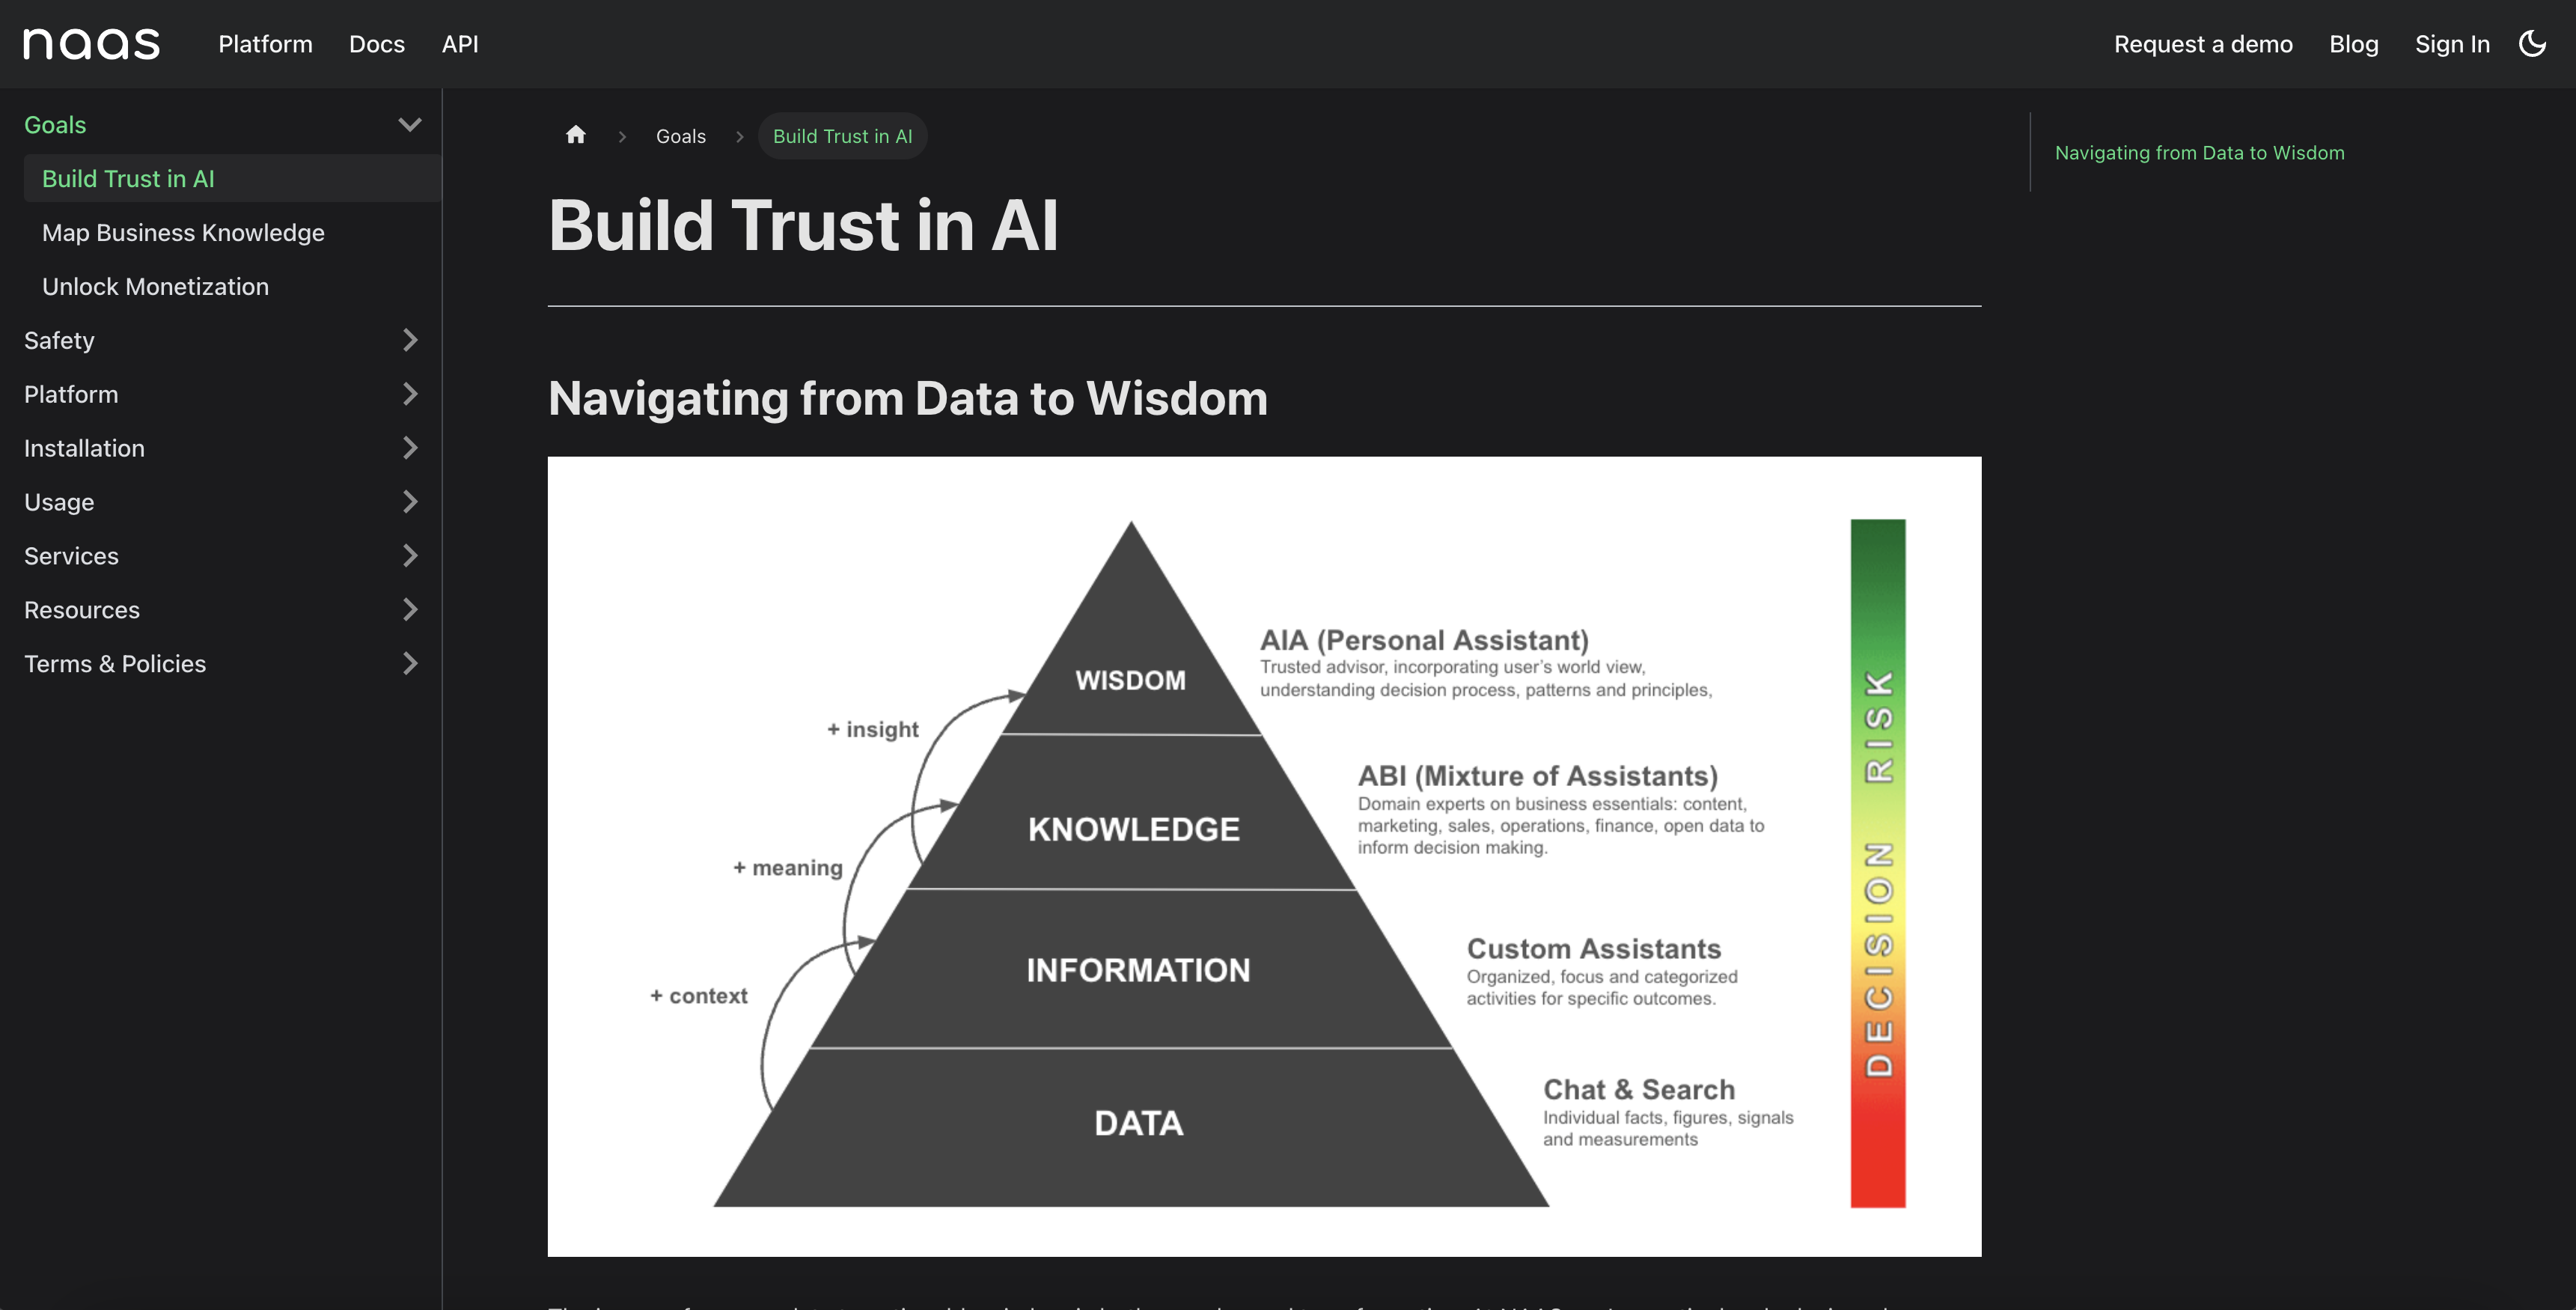 naas
Platform
Docs
API
Request a demo
Blog
Sign In
Goals
Build Trust in AI
Map Business Knowledge
Unlock Monetization
Safety
Platform
Installation
Usage
Services
Resources
Terms & Policies
Goals
Build Trust in AI
Build Trust in AI
Navigating from Data to Wisdom
WISDOM
KNOWLEDGE
INFORMATION
DATA
+ insight
+ meaning
+ context
AIA (Personal Assistant)
Trusted advisor, incorporating user's world view,
understanding decision process, patterns and principles,
ABI (Mixture of Assistants)
Domain experts on business essentials: content,
marketing, sales, operations, finance, open data to
inform decision making.
Custom Assistants
Organized, focus and categorized
activities for specific outcomes.
Chat & Search
Individual facts, figures, signals
and measurements
DECISION RISK
Navigating from Data to Wisdom